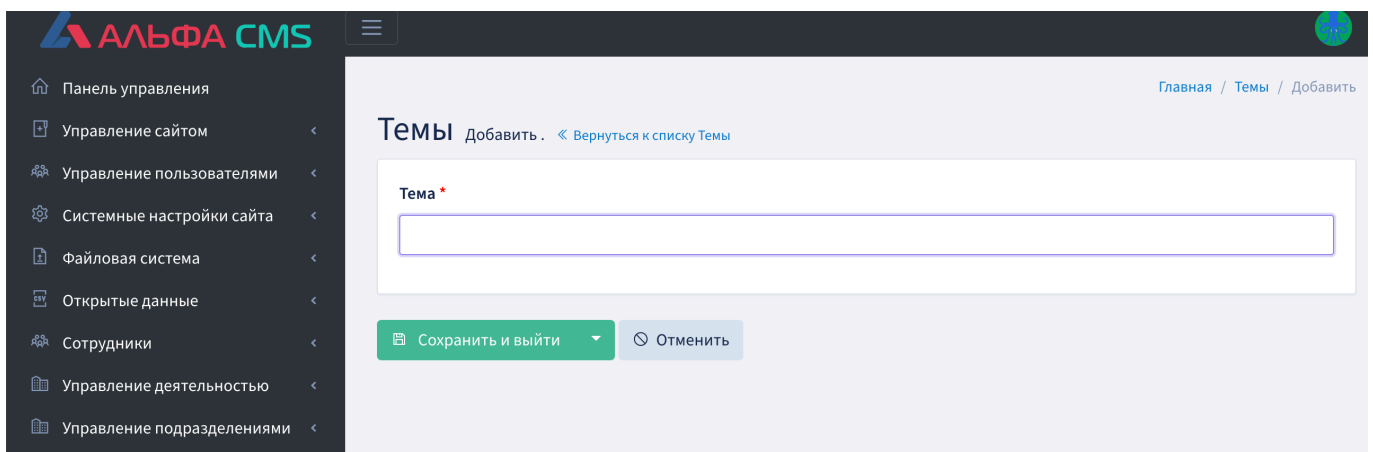 АЛЬФА CMS
Главная / Темы / Добавить
Панель управления
Управление сайтом
Управление пользователями
Системные настройки сайта
Файловая система
CSV Открытые данные
Сотрудники
Управление деятельностью
Управление подразделениями
Темы Добавить . « Вернуться к списку Темы
Тема *
Сохранить и выйти
Отменить